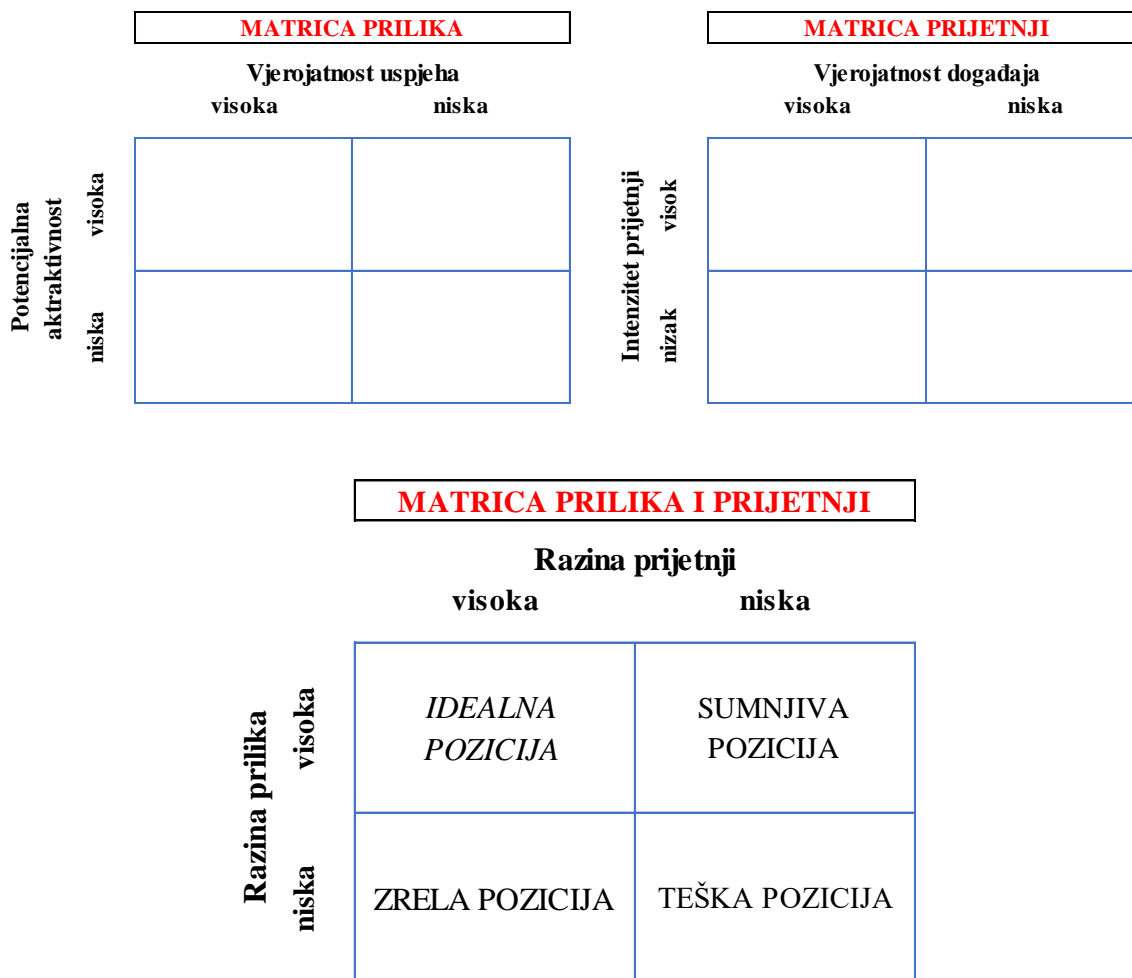 MATRICA PRILIKA
Vjerojatnost uspjeha
visoka niska
Potencijalna
aktraktivnost
visoka
niska
MATRICA PRIJETNJI
Vjerojatnost događaja
visoka niska
Intenzitet prijetnji
visok
nizak
MATRICA PRILIKA I PRIJETNJI
Razina prijetnji
visoka niska
Razina prilika
visoka
niska
IDEALNA
POZICIJA
SUMNJIVA
POZICIJA
ZRELA POZICIJA
TEŠKA POZICIJA